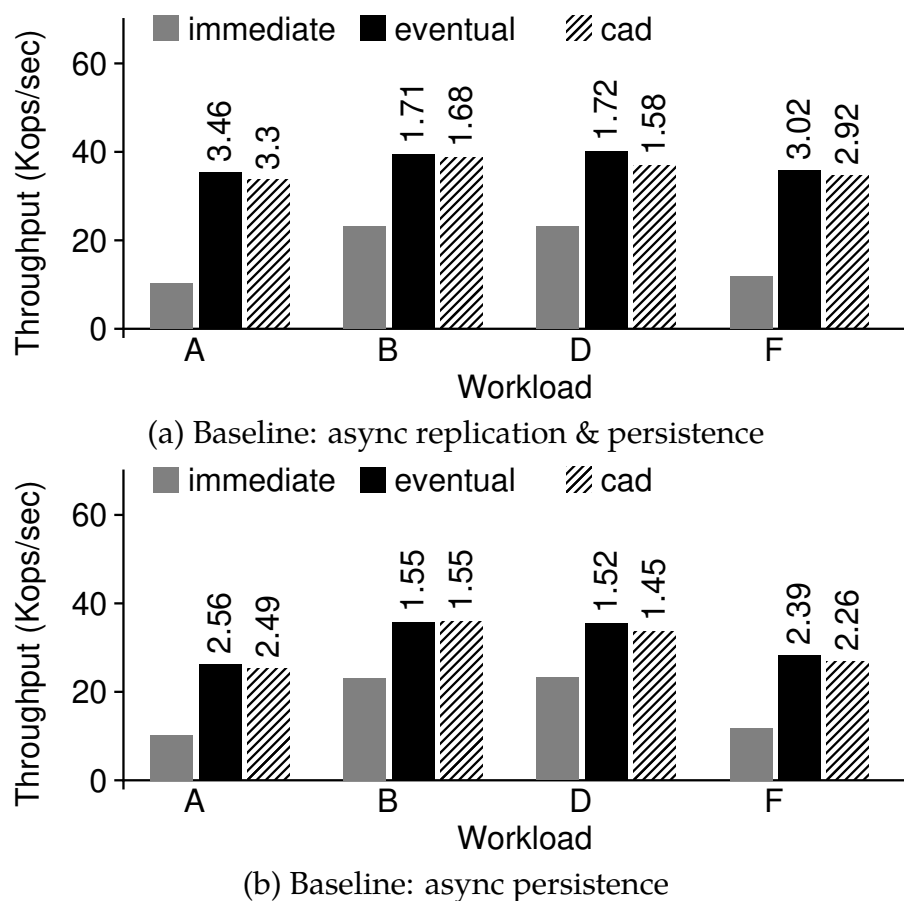 immediate eventual cad
Throughput (Kops/sec)
60
40
20
0
3.46 3.3 1.71 1.68 1.72 1.58 3.02 2.92
A B D F
Workload
(a) Baseline: async replication & persistence
immediate eventual cad
Throughput (Kops/sec)
60
40
20
0
2.56 2.49 1.55 1.55 1.52 1.45 2.39 2.26
A B D F
Workload
(b) Baseline: async persistence